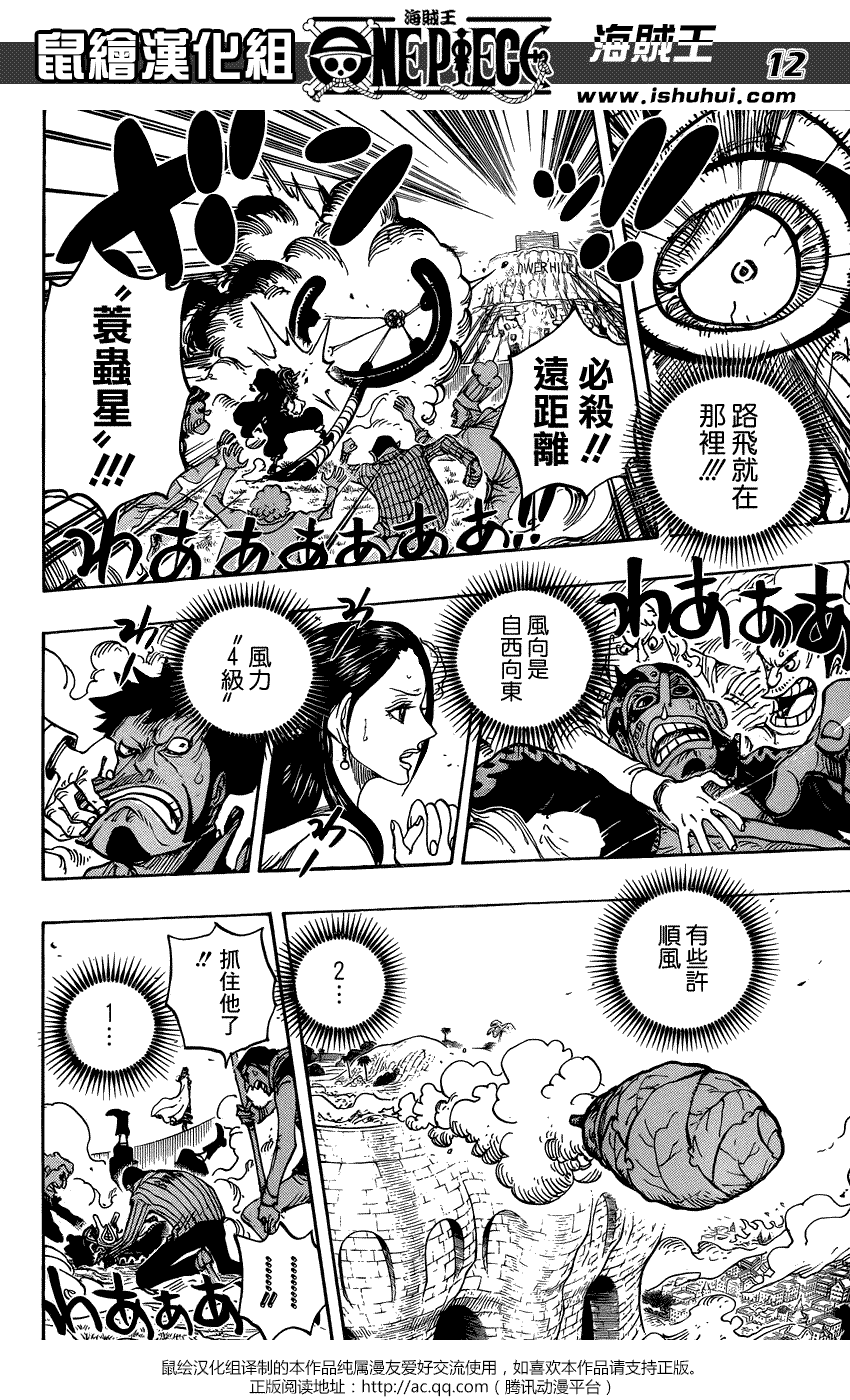 鼠繪漢化組
海賊王
ONE PIECE
海賊王
12
www.ishuhui.com
路飛就在
那裡!!!
OWER HILL
必殺!!
遠距離
〝蓑蟲星〟!!!
ドン!!
わあああああ!!
わあああ
風向是
自西向東
わ
わ
風力
〝4級〟
わ
有些許
順風
2…
抓住他了
!!
1…
わあああ
鼠绘汉化组译制的本作品纯属漫友爱好交流使用，如喜欢本作品请支持正版。
正版阅读地址：http://ac.qq.com（腾讯动漫平台）